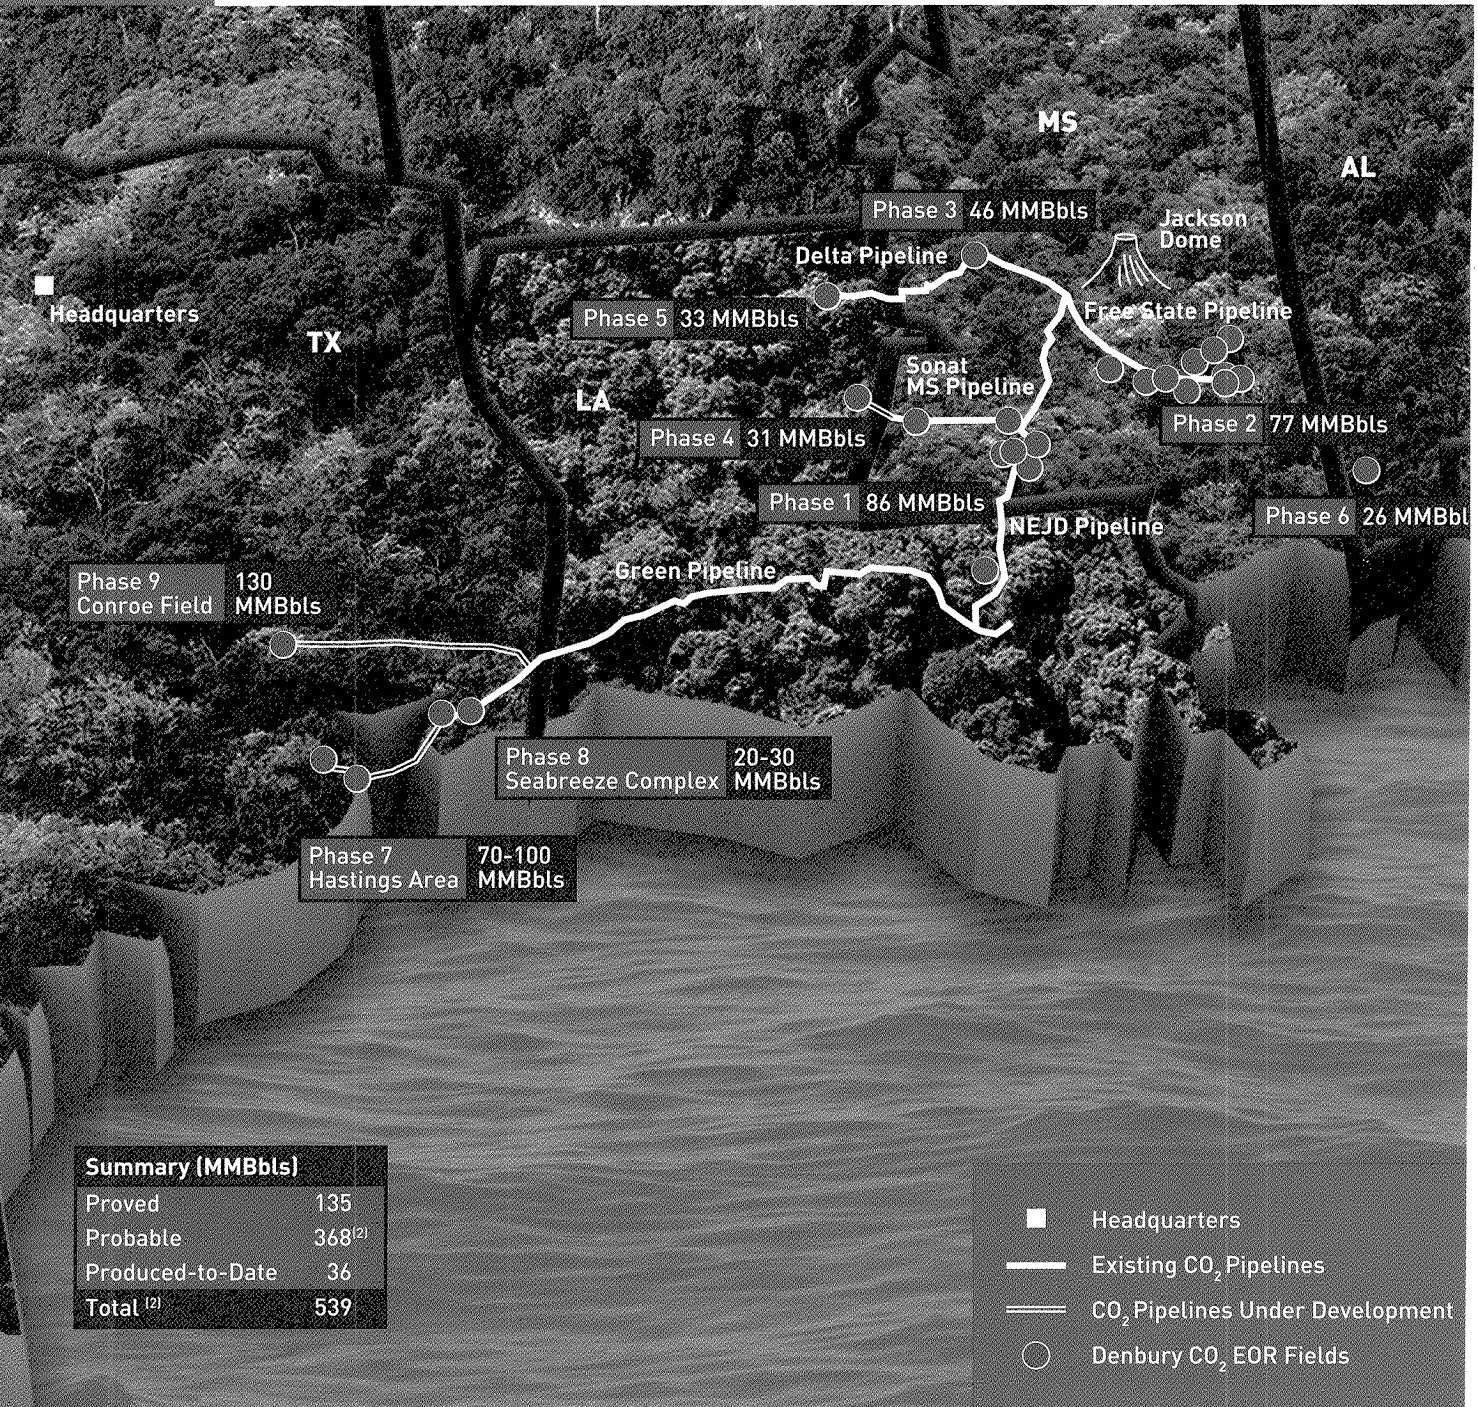 MS
AL
Phase 3 46 MMBbls
Jackson
Dome
Delta Pipeline
Headquarters
Free State Pipeline
Phase 5 33 MMBbls
TX
Sonat
MS Pipeline
LA
Phase 2 77 MMBbls
Phase 4 31 MMBbls
Phase 1 86 MMBbls
Phase 6 26 MMBbl
NEJD Pipeline
Green Pipeline
Phase 9 130
Conroe Field MMBbls
Phase 8 20-30
Seabreeze Complex MMBbls
Phase 7 70-100
Hastings Area MMBbls
Summary (MMBbls)
Proved 135
Probable 368(2)
Produced-to-Date 36
Total (2) 539
Headquarters
Existing CO2 Pipelines
CO2 Pipelines Under Development
Denbury CO2 EOR Fields